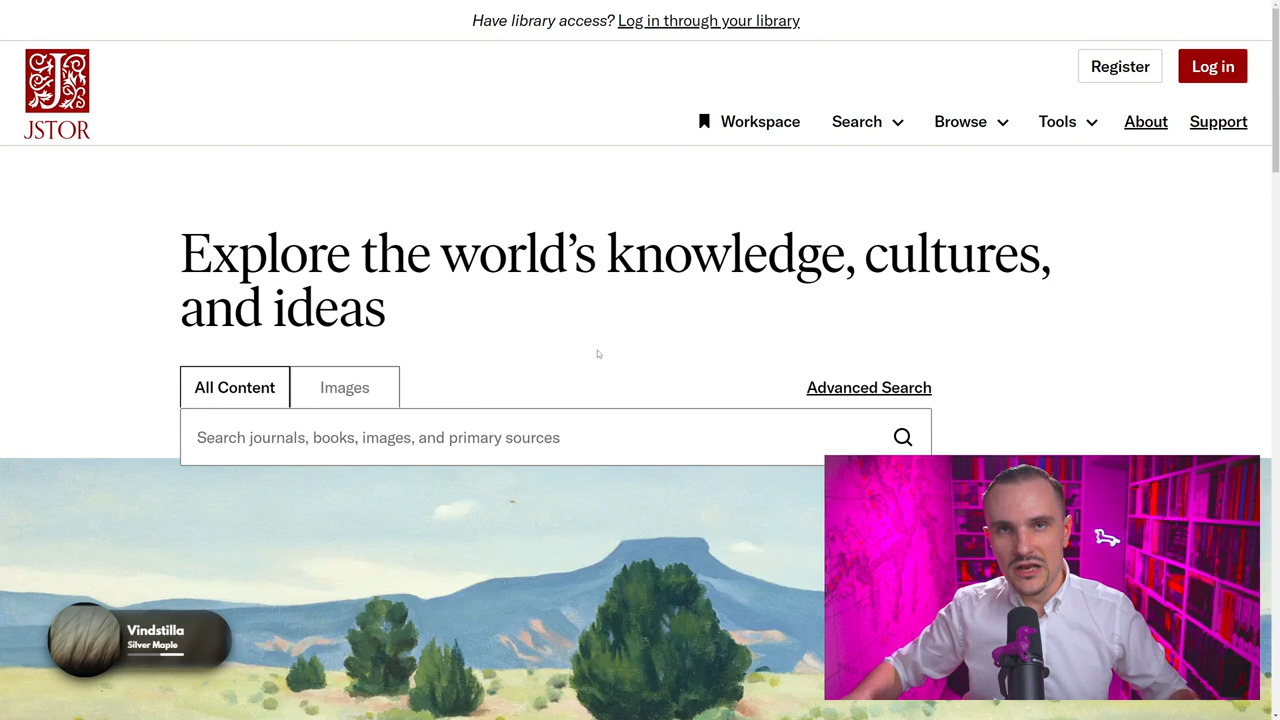 Have library access? Log in through your library
Register
Log in
J
JSTOR
Workspace
Search
Browse
Tools
About
Support
Explore the world's knowledge, cultures,
and ideas
All Content
Images
Advanced Search
Search journals, books, images, and primary sources
Vindstilla
Silver Maple